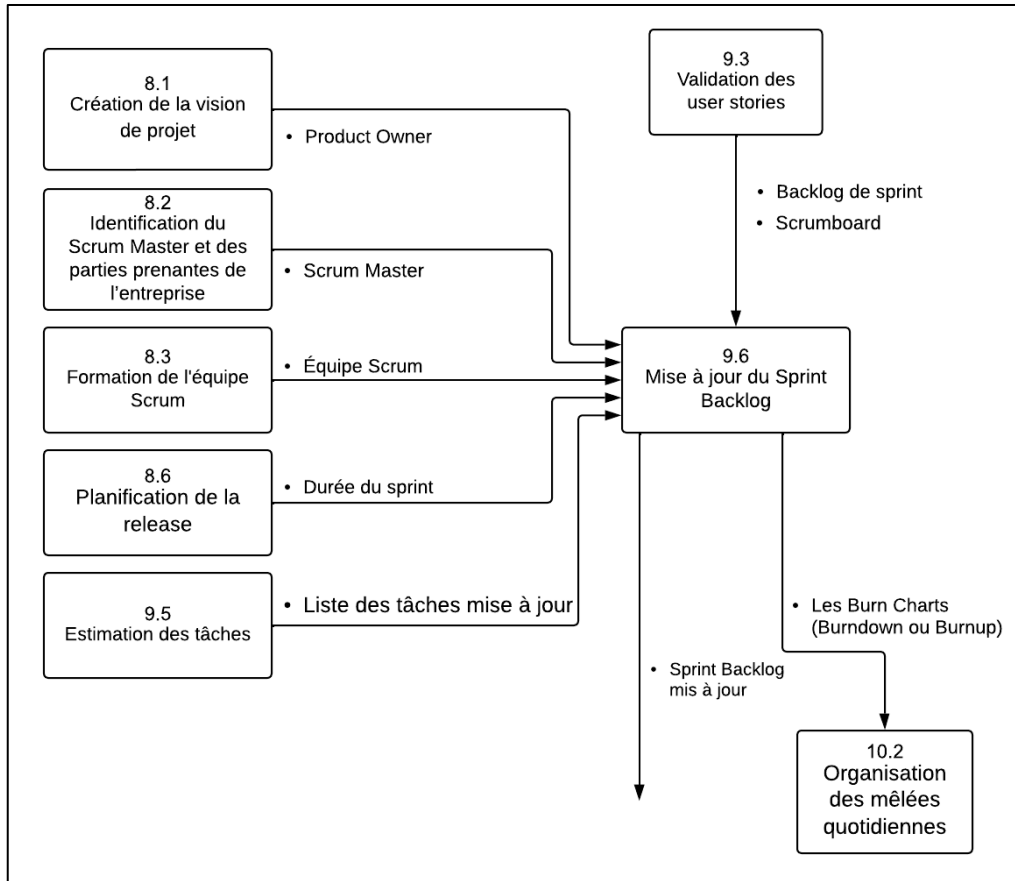 8.1
Création de la vision
de projet
• Product Owner
8.2
Identification du
Scrum Master et des
parties prenantes de
l'entreprise
• Scrum Master
8.3
Formation de l'équipe
Scrum
• Équipe Scrum
8.6
Planification de la
release
• Durée du sprint
9.5
Estimation des tâches
• Liste des tâches mise à jour
9.3
Validation des
user stories
• Backlog de sprint
• Scrumboard
9.6
Mise à jour du Sprint
Backlog
• Sprint Backlog
mis à jour
• Les Burn Charts
(Burndown ou Burnup)
10.2
Organisation
des mêlées
quotidiennes